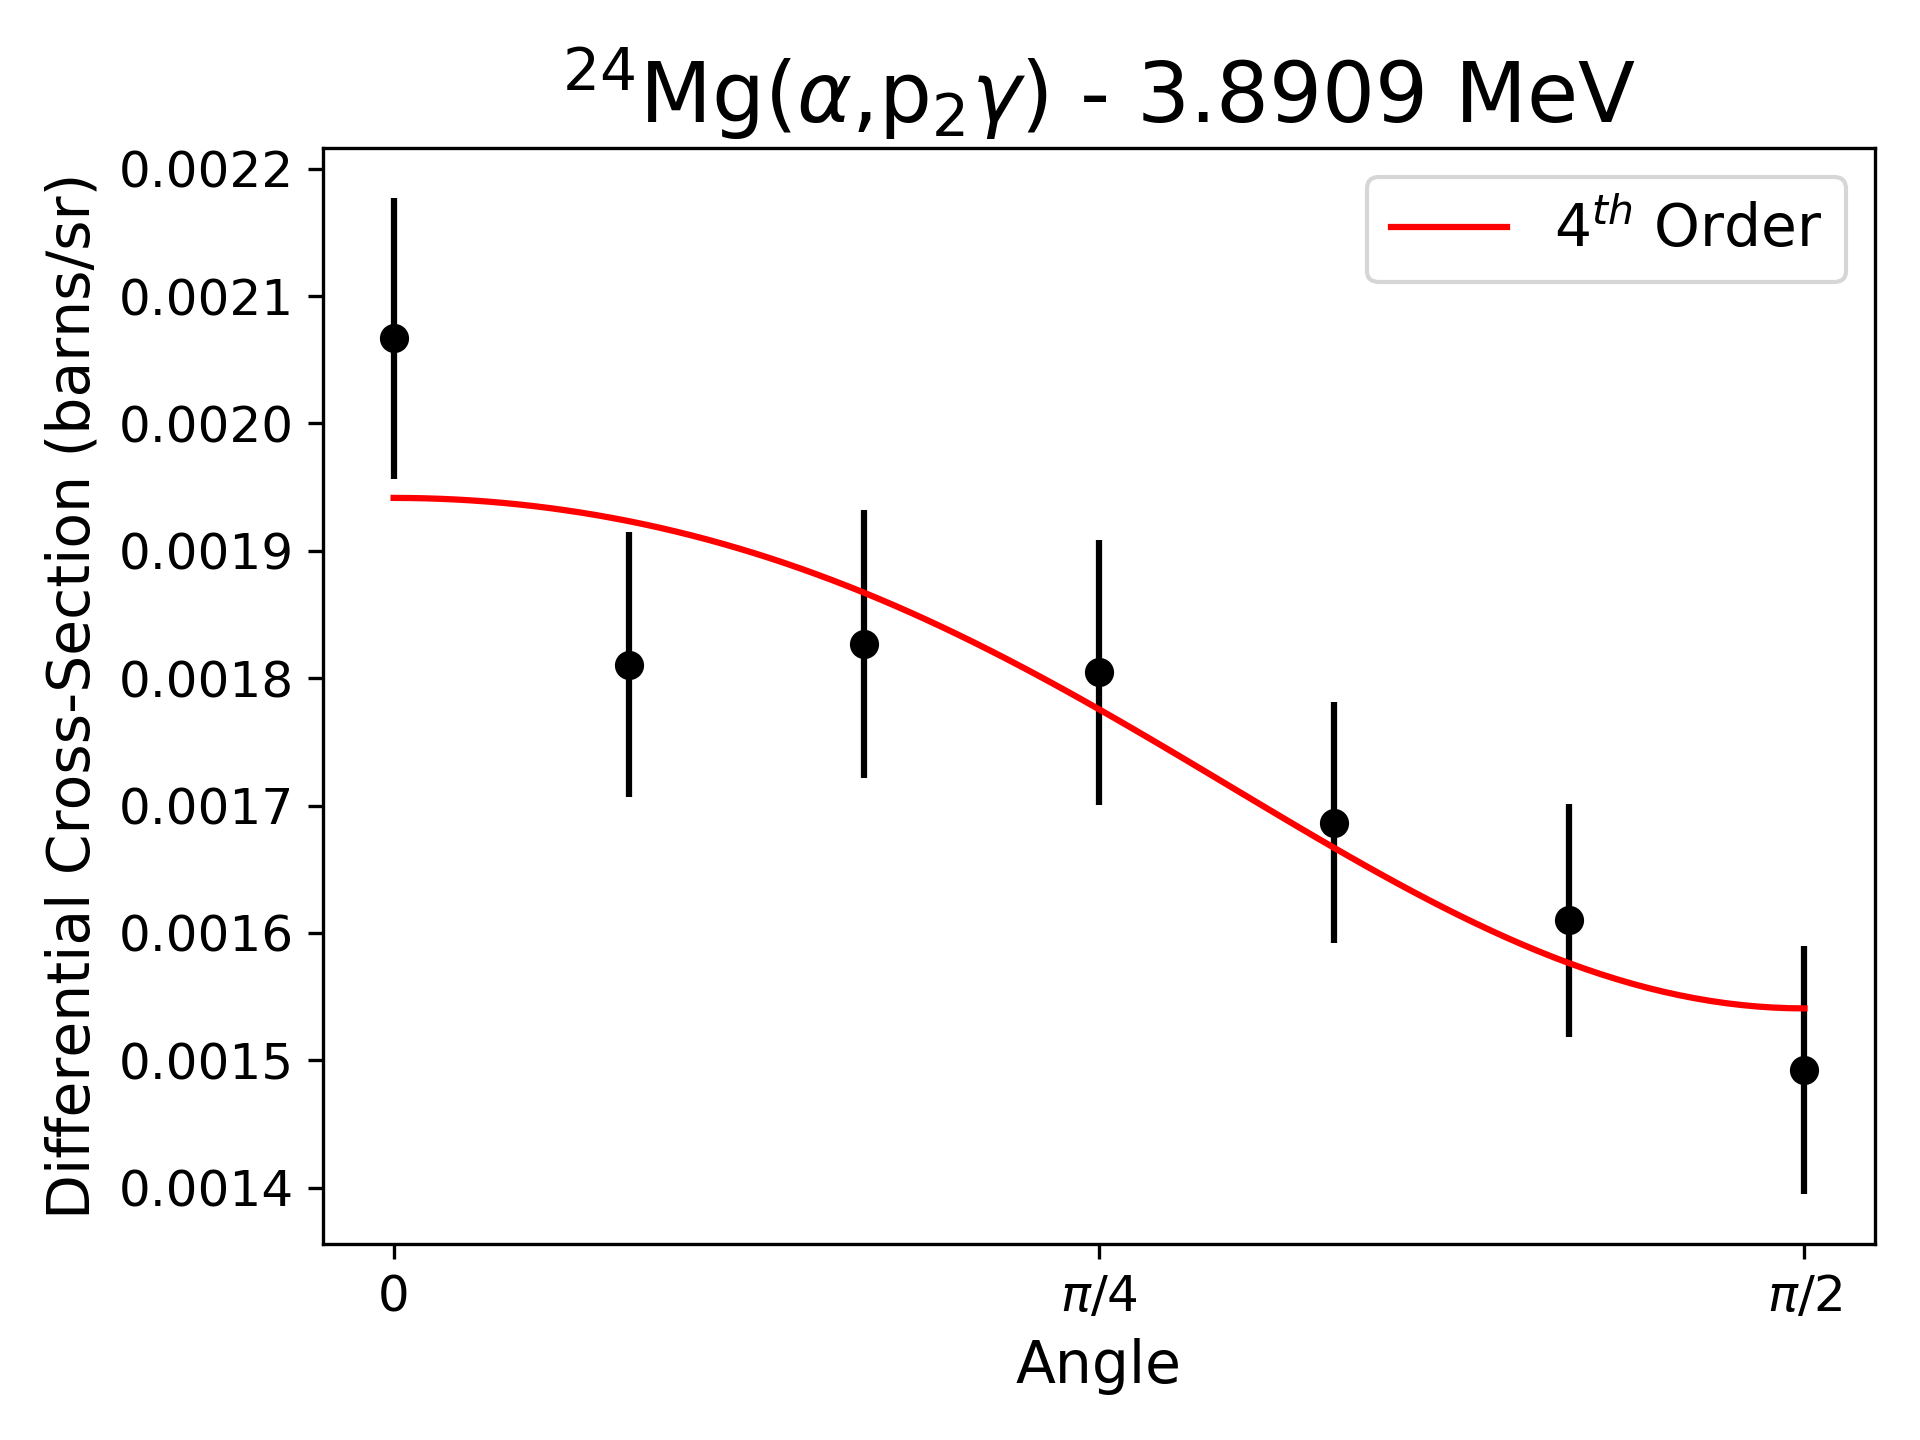 ²⁴Mg(α,p₂γ) - 3.8909 MeV
Differential Cross-Section (barns/sr)
0.0022
0.0021
0.0020
0.0019
0.0018
0.0017
0.0016
0.0015
0.0014
4ᵗʰ Order
0 π/4 π/2
Angle